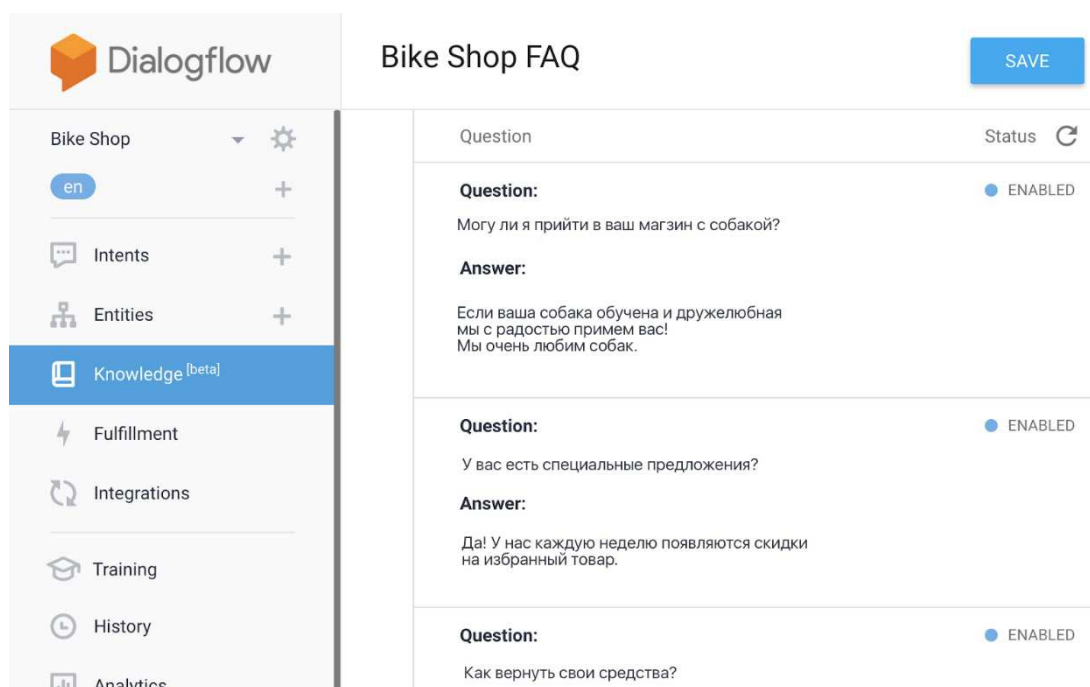 Dialogflow
Bike Shop FAQ
SAVE
Bike Shop
en
Intents
Entities
Knowledge [beta]
Fulfillment
Integrations
Training
History
Analytics
Question
Status
Question:
ENABLED
Могу ли я прийти в ваш магзин с собакой?
Answer:
Если ваша собака обучена и дружелюбная
мы с радостью примем вас!
Мы очень любим собак.
Question:
ENABLED
У вас есть специальные предложения?
Answer:
Да! У нас каждую неделю появляются скидки
на избранный товар.
Question:
ENABLED
Как вернуть свои средства?